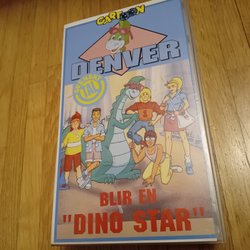 CARTOON
DENVER
BLIR EN
"DINO STAR"